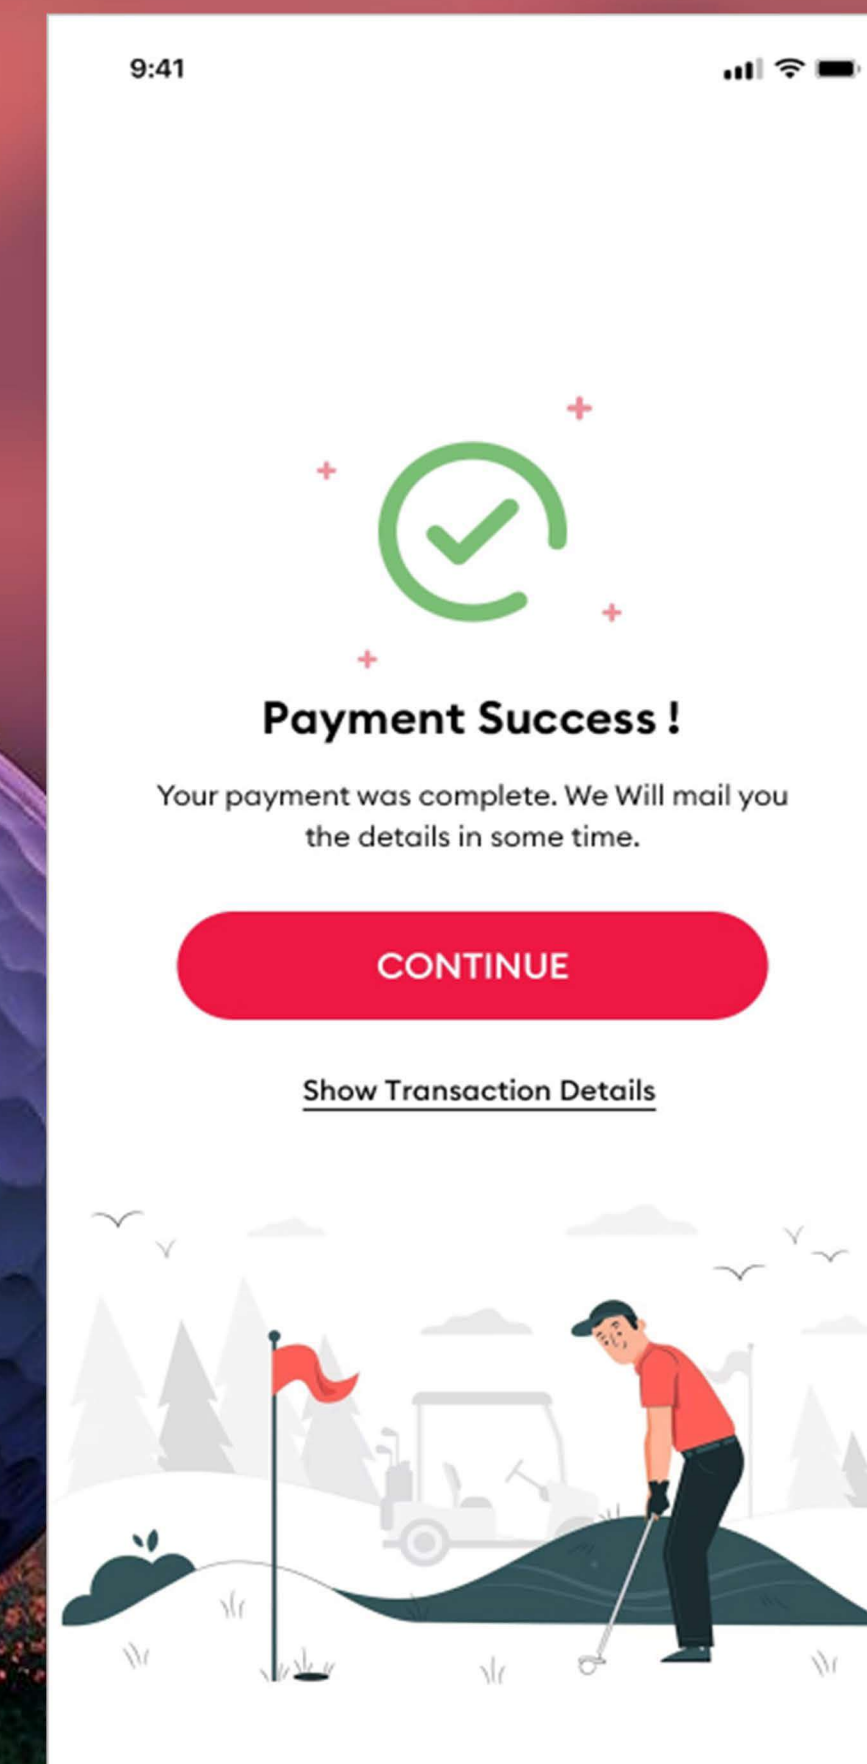 9:41
Payment Success !
Your payment was complete. We Will mail you
the details in some time.
CONTINUE
Show Transaction Details